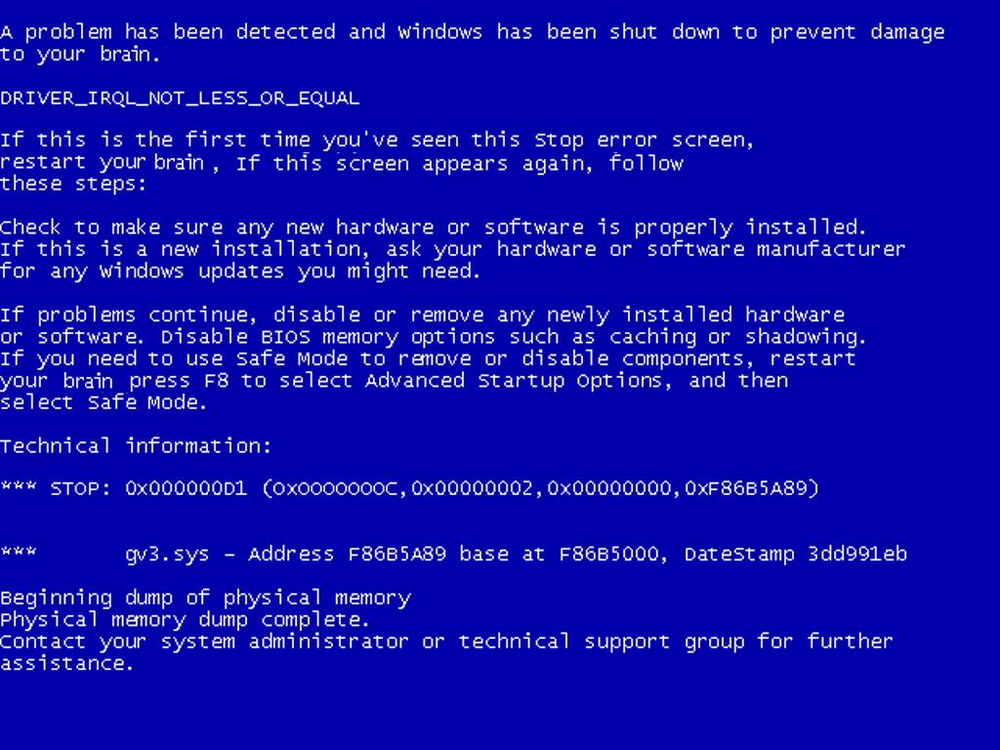 A problem has been detected and Windows has been shut down to prevent damage
to your brain.
DRIVER_IRQL_NOT_LESS_OR_EQUAL
If this is the first time you've seen this Stop error screen,
restart your brain , If this screen appears again, follow
these steps:
Check to make sure any new hardware or software is properly installed.
If this is a new installation, ask your hardware or software manufacturer
for any Windows updates you might need.
If problems continue, disable or remove any newly installed hardware
or software. Disable BIOS memory options such as caching or shadowing.
If you need to use Safe Mode to remove or disable components, restart
your brain press F8 to select Advanced Startup Options, and then
select Safe Mode.
Technical information:
*** STOP: 0x000000D1 (0x0000000C,0x00000002,0x00000000,0xF86B5A89)
*** gv3.sys – Address F86B5A89 base at F86B5000, DateStamp 3dd991eb
Beginning dump of physical memory
Physical memory dump complete.
Contact your system administrator or technical support group for further
assistance.